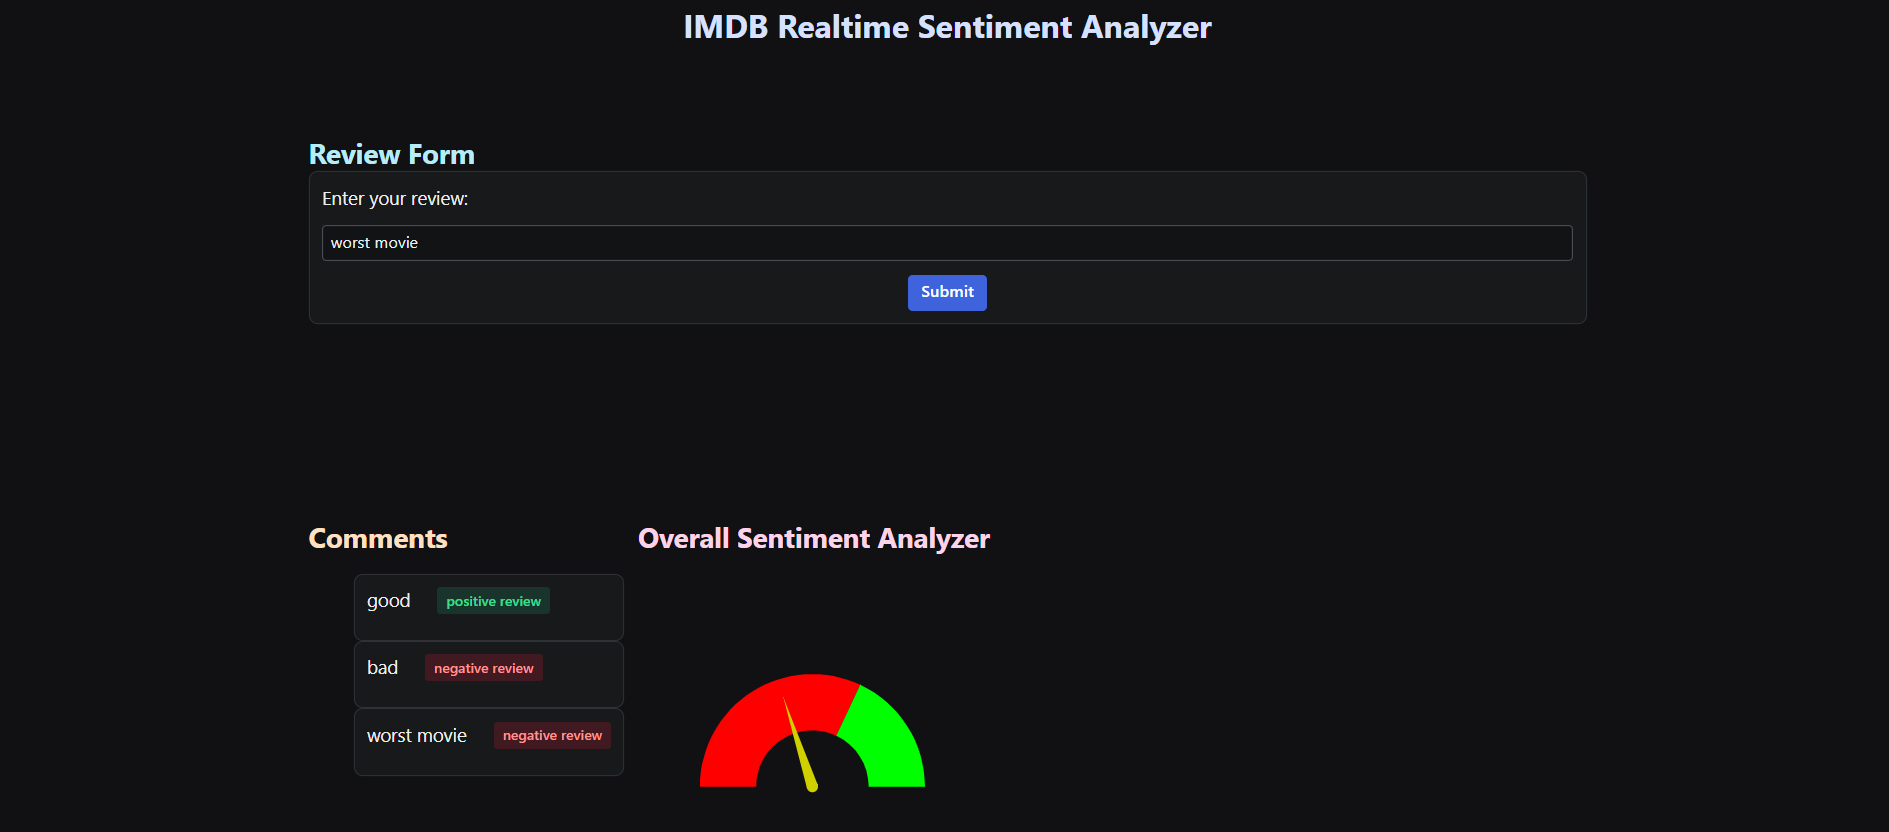 IMDB Realtime Sentiment Analyzer
Review Form
Enter your review:
worst movie
Submit
Comments
good positive review
bad negative review
worst movie negative review
Overall Sentiment Analyzer